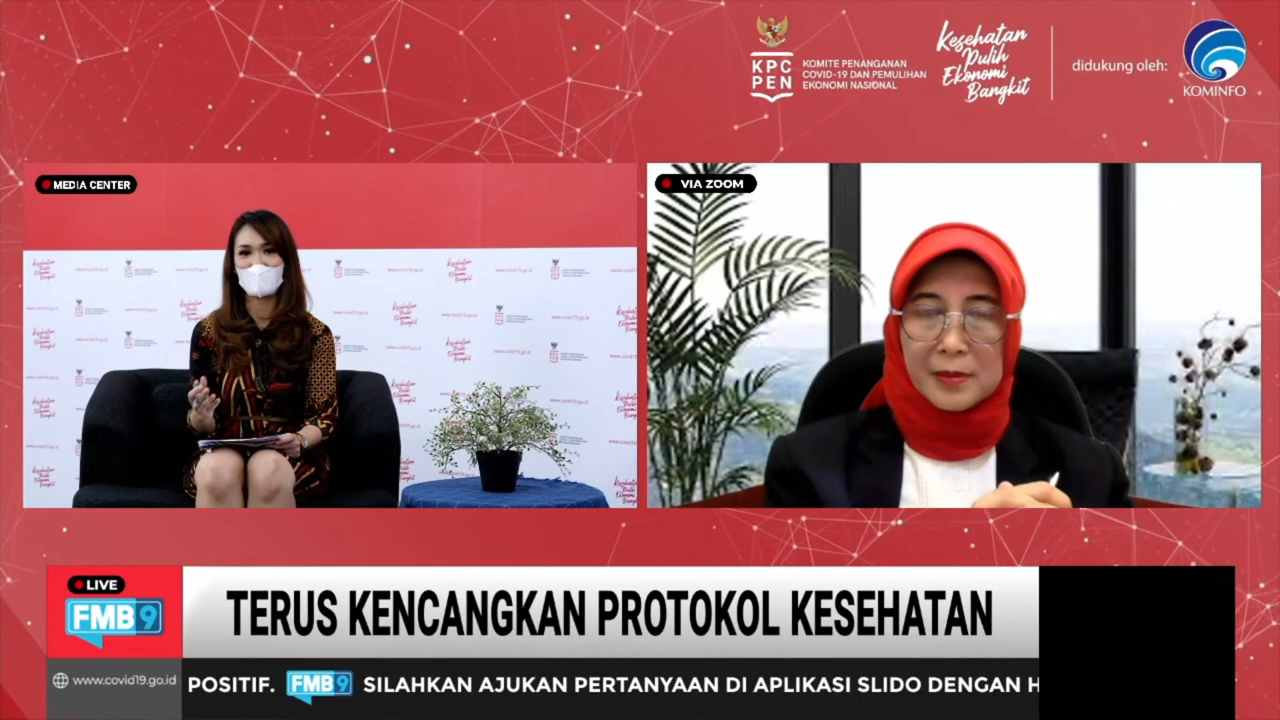 KPC
PEN
KOMITE PENANGANAN
COVID-19 DAN PEMULIHAN
EKONOMI NASIONAL
Kesehatan
Pulih
Ekonomi
Bangkit
didukung oleh:
KOMINFO
MEDIA CENTER
VIA ZOOM
LIVE
FMB9
TERUS KENCANGKAN PROTOKOL KESEHATAN
www.covid19.go.id
POSITIF. FMB9 SILAHKAN AJUKAN PERTANYAAN DI APLIKASI SLIDO DENGAN H